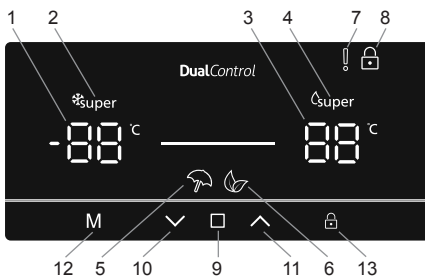 1 2 3 4 7 8
DualControl
super super
-88 °C 88 °C
M
12 5 10 9 11 6 13